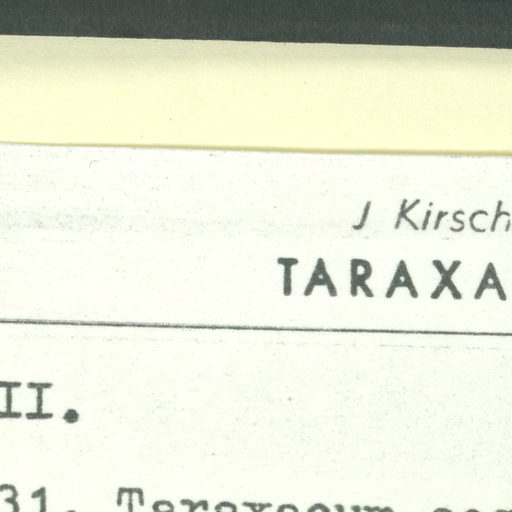 J Kirsch
TARAXA
II.
31. Taraxacum